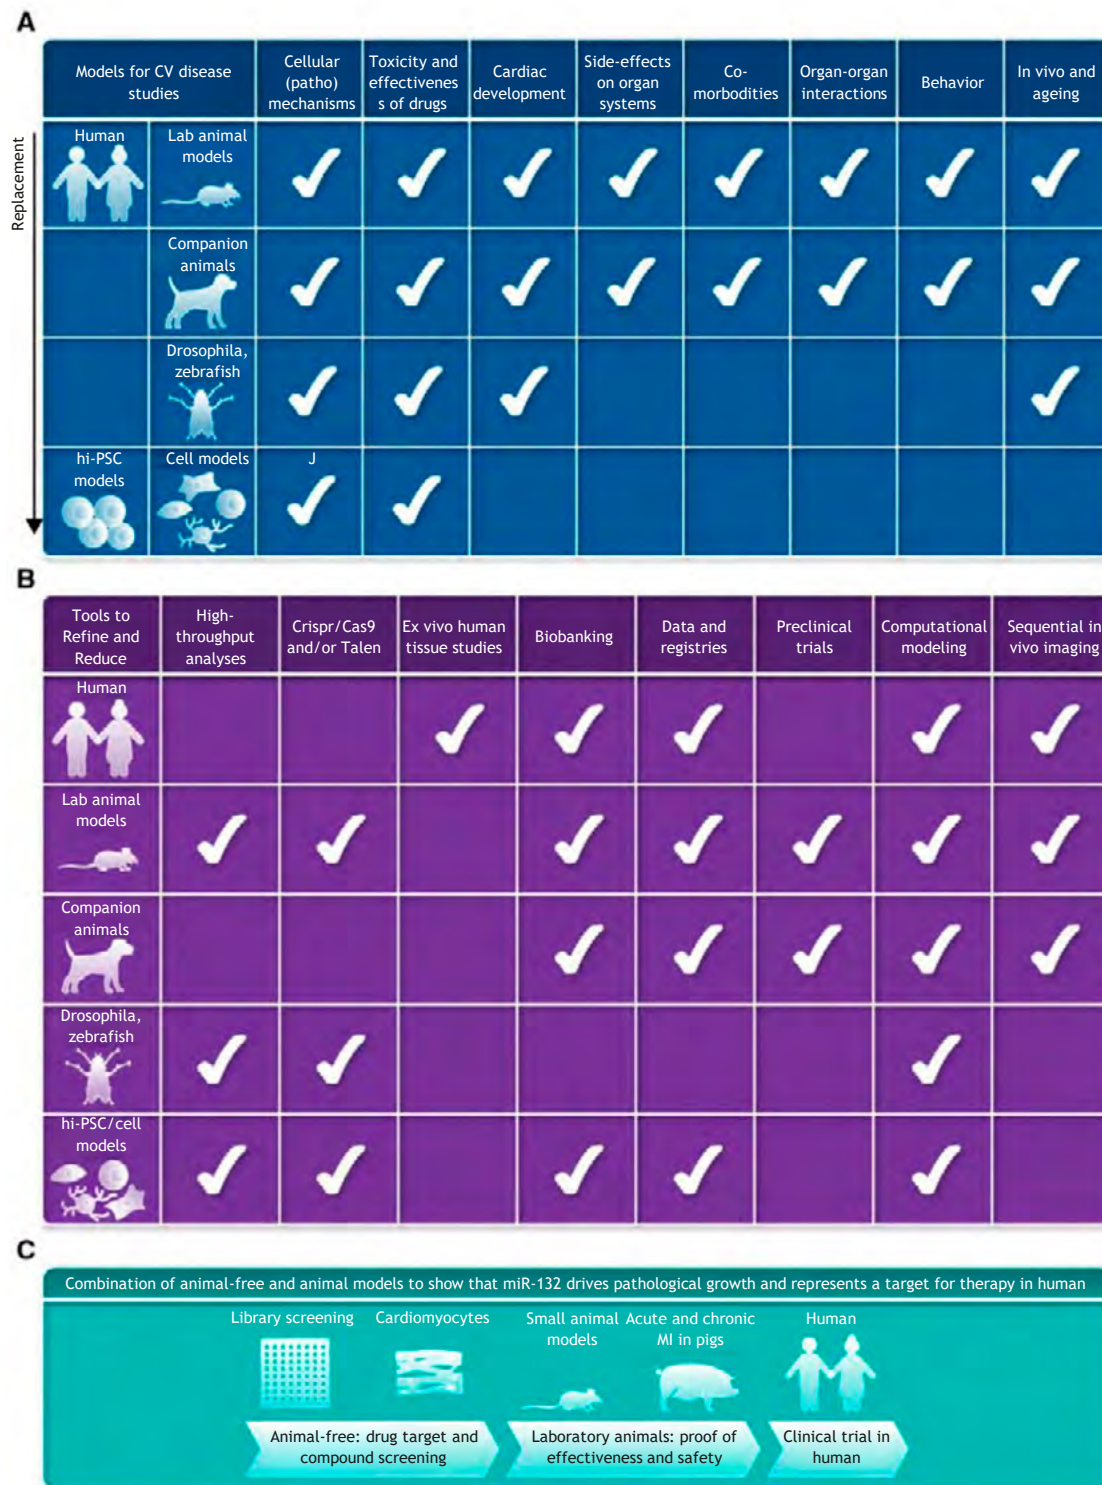 A
Models for CV disease
studies
Cellular
(patho)
mechanisms
Toxicity and
effectivenes
s of drugs
Cardiac
development
Side-effects
on organ
systems
Co-
morbodities
Organ-organ
interactions
Behavior
In vivo and
ageing
Replacement
Human
Lab animal
models
Companion
animals
Drosophila,
zebrafish
hi-PSC
models
Cell models
J
B
Tools to
Refine and
Reduce
High-
throughput
analyses
Crispr/Cas9
and/or Talen
Ex vivo human
tissue studies
Biobanking
Data and
registries
Preclinical
trials
Computational
modeling
Sequential in
vivo imaging
Human
Lab animal
models
Companion
animals
Drosophila,
zebrafish
hi-PSC/cell
models
C
Combination of animal-free and animal models to show that miR-132 drives pathological growth and represents a target for therapy in human
Library screening
Cardiomyocytes
Small animal
models
Acute and chronic
MI in pigs
Human
Animal-free: drug target and
compound screening
Laboratory animals: proof of
effectiveness and safety
Clinical trial in
human